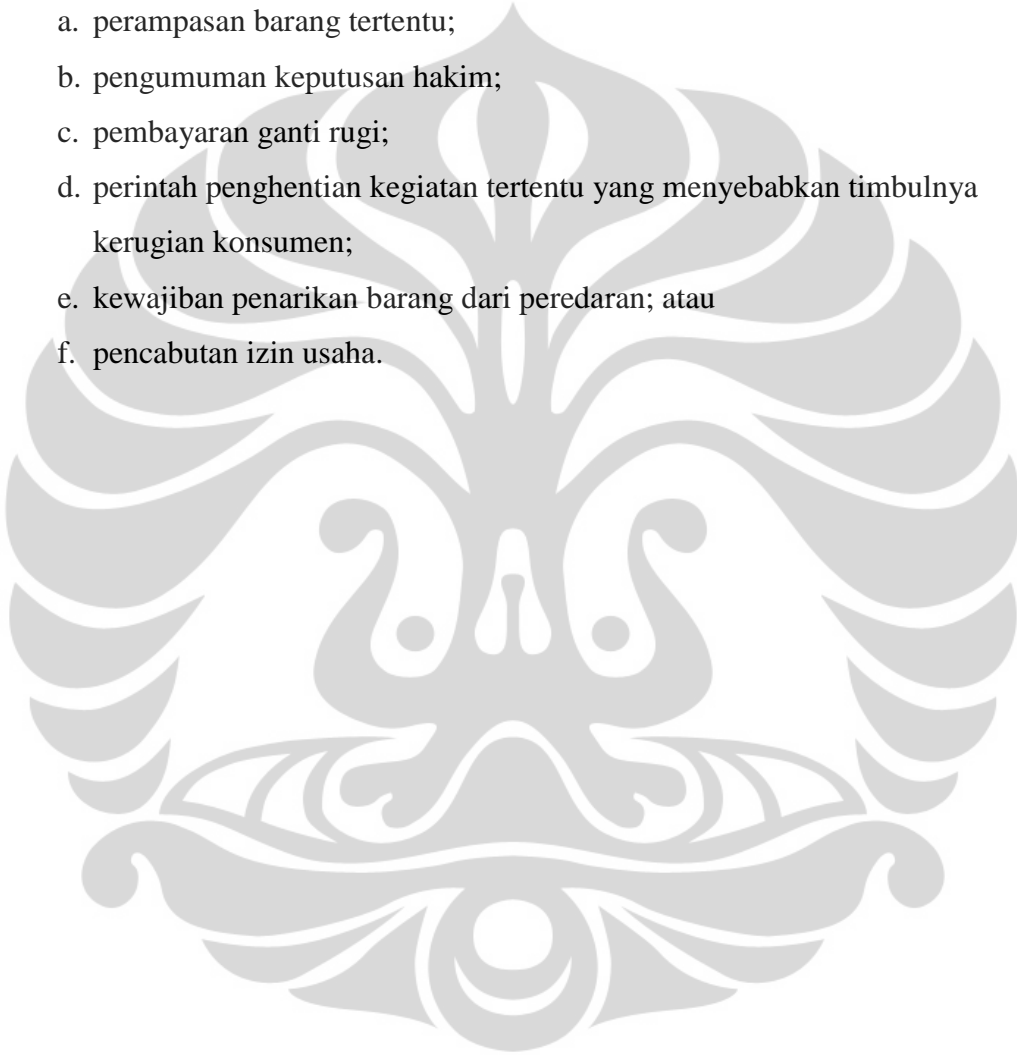 a. perampasan barang tertentu;
b. pengumuman keputusan hakim;
c. pembayaran ganti rugi;
d. perintah penghentian kegiatan tertentu yang menyebabkan timbulnya
kerugian konsumen;
e. kewajiban penarikan barang dari peredaran; atau
f. pencabutan izin usaha.